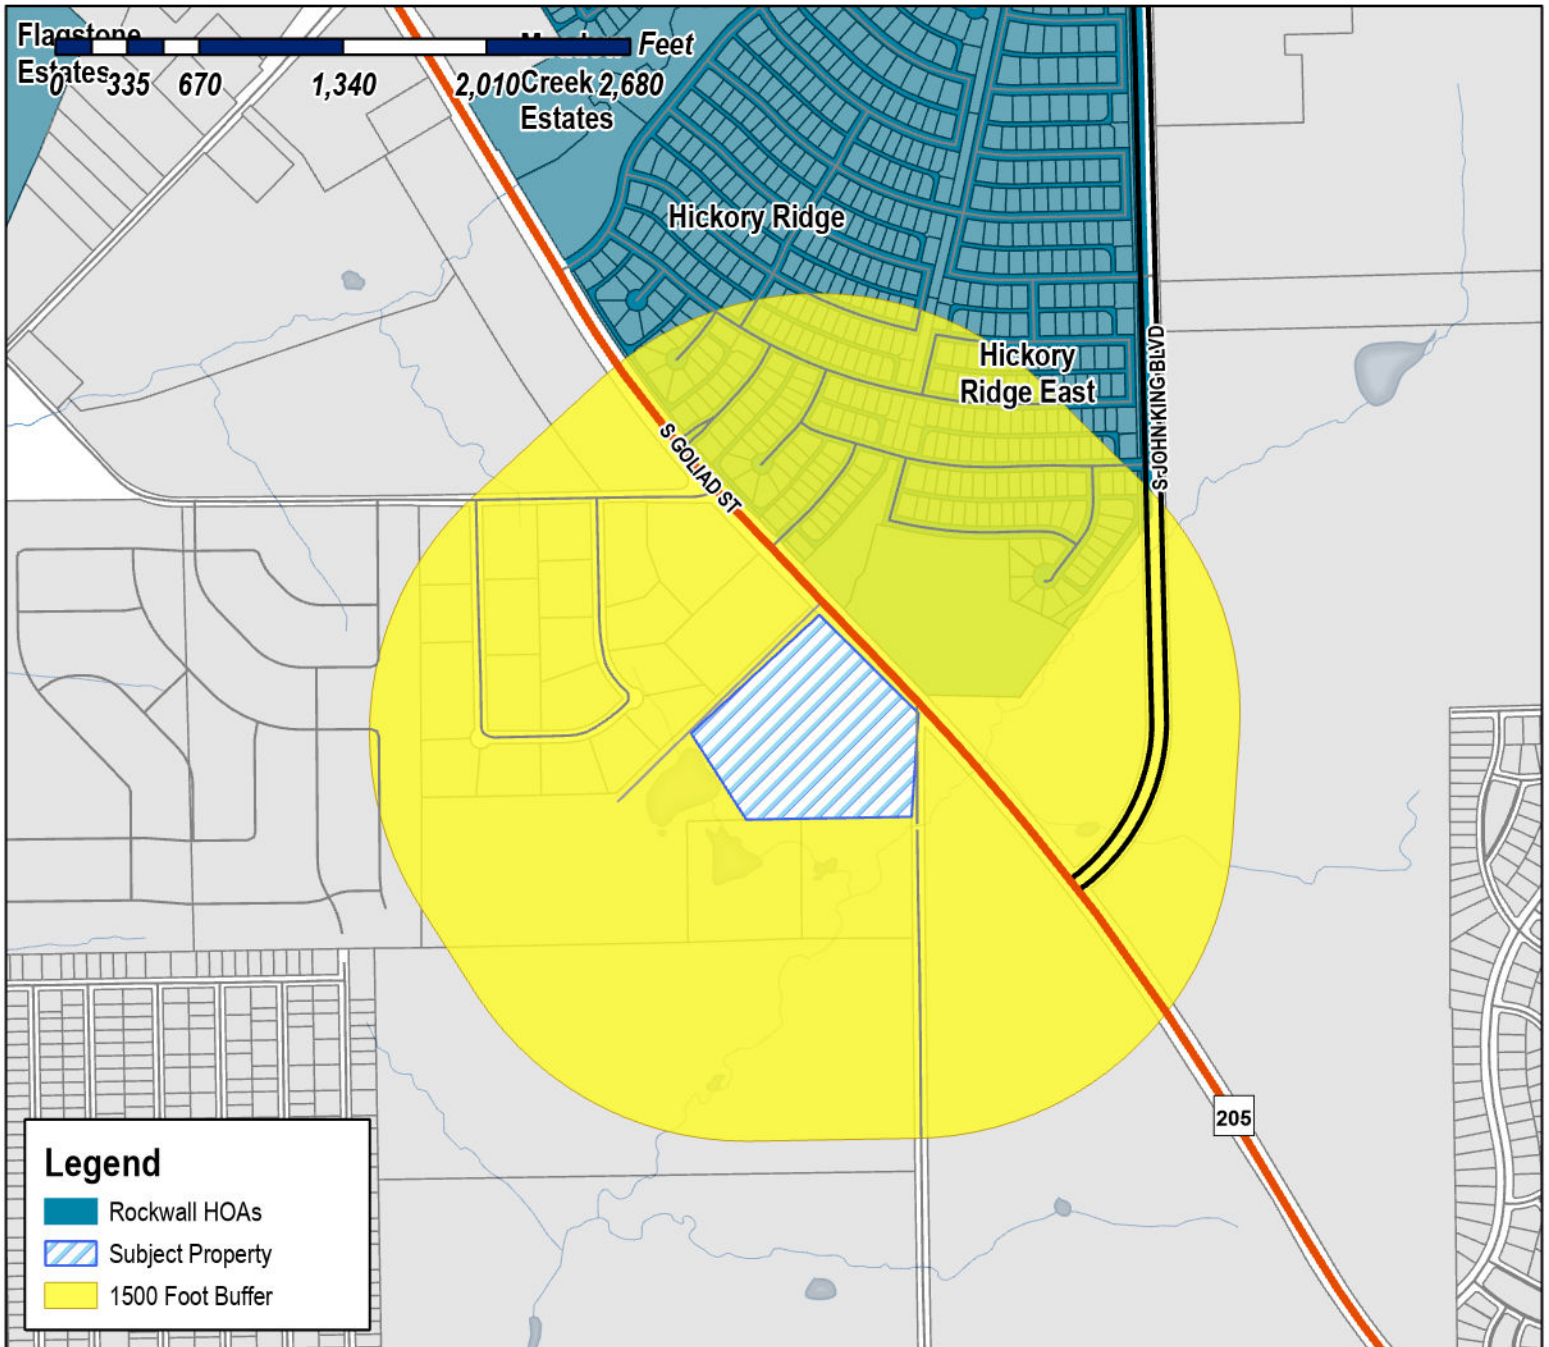 Flagstone
Estates
Feet
0 335 670 1,340 2,010 2,680
Creek
Estates
Hickory Ridge
Hickory
Ridge East
S JOHN KING BLVD
S GOLIAD ST
205
Legend
Rockwall HOAs
Subject Property
1500 Foot Buffer